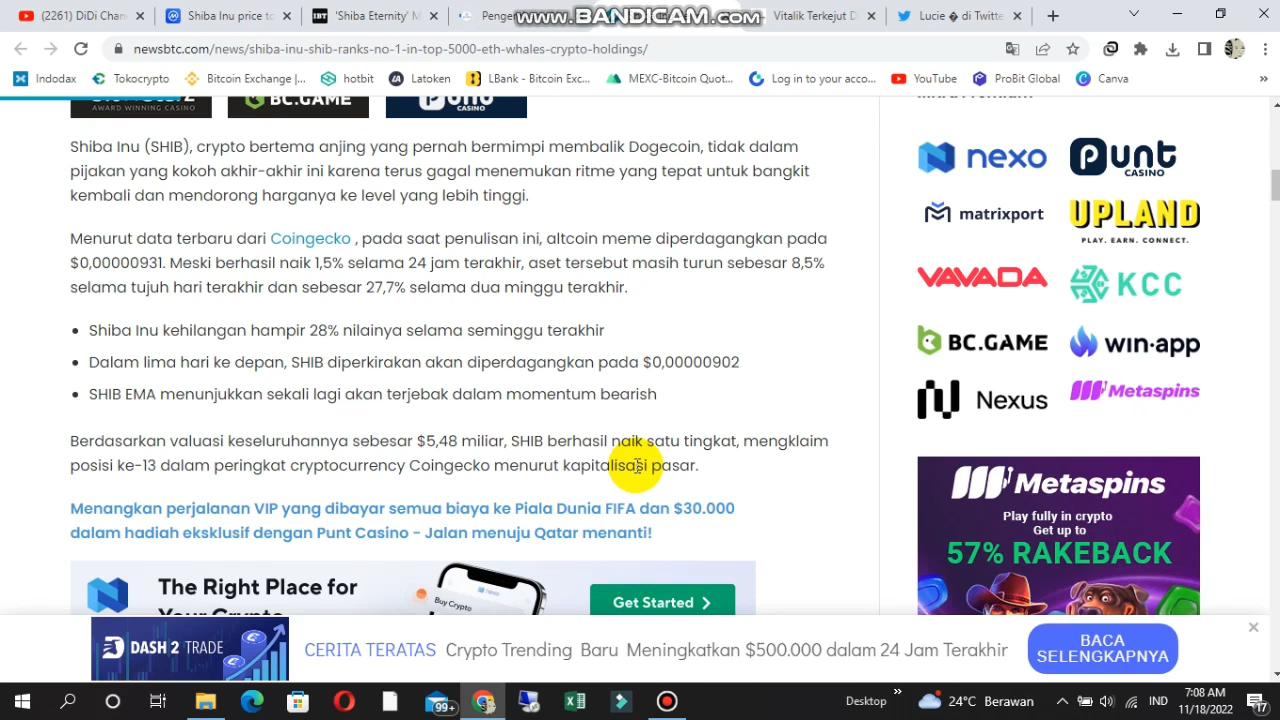 (2261) DiDi Chan
Shiba Inu price to
'Shiba Eternity' M
Penger
www.BANDICAM.com
Vitalik Terkejut D
Lucie � di Twitte
newsbtc.com/news/shiba-inu-shib-ranks-no-1-in-top-5000-eth-whales-crypto-holdings/
Indodax
Tokocrypto
Bitcoin Exchange |...
hotbit
Latoken
LBank - Bitcoin Exc...
MEXC-Bitcoin Quot...
Log in to your acco...
YouTube
ProBit Global
Canva
»
AWARD WINNING CASINO
BC.GAME
CASINO
Shiba Inu (SHIB), crypto bertema anjing yang pernah bermimpi membalik Dogecoin, tidak dalam
pijakan yang kokoh akhir-akhir ini karena terus gagal menemukan ritme yang tepat untuk bangkit
kembali dan mendorong harganya ke level yang lebih tinggi.
Menurut data terbaru dari Coingecko , pada saat penulisan ini, altcoin meme diperdagangkan pada
$0,00000931. Meski berhasil naik 1,5% selama 24 jam terakhir, aset tersebut masih turun sebesar 8,5%
selama tujuh hari terakhir dan sebesar 27,7% selama dua minggu terakhir.
• Shiba Inu kehilangan hampir 28% nilainya selama seminggu terakhir
• Dalam lima hari ke depan, SHIB diperkirakan akan diperdagangkan pada $0,00000902
• SHIB EMA menunjukkan sekali lagi akan terjebak dalam momentum bearish
Berdasarkan valuasi keseluruhannya sebesar $5,48 miliar, SHIB berhasil naik satu tingkat, mengklaim
posisi ke-13 dalam peringkat cryptocurrency Coingecko menurut kapitalisasi pasar.
Menangkan perjalanan VIP yang dibayar semua biaya ke Piala Dunia FIFA dan $30.000
dalam hadiah eksklusif dengan Punt Casino - Jalan menuju Qatar menanti!
The Right Place for
Your Crypto
Buy Crypto
nexo
Get Started
nexo
Punt
CASINO
matrixport
UPLAND
PLAY. EARN. CONNECT.
VAVADA
KCC
BC.GAME
win·app
Nexus
Metaspins
Metaspins
Play fully in crypto
Get up to
57% RAKEBACK
DASH 2 TRADE
CERITA TERATAS Crypto Trending Baru Meningkatkan $500.000 dalam 24 Jam Terakhir
BACA
SELENGKAPNYA
99+
Desktop
»
24°C Berawan
IND
7:08 AM
11/18/2022
17